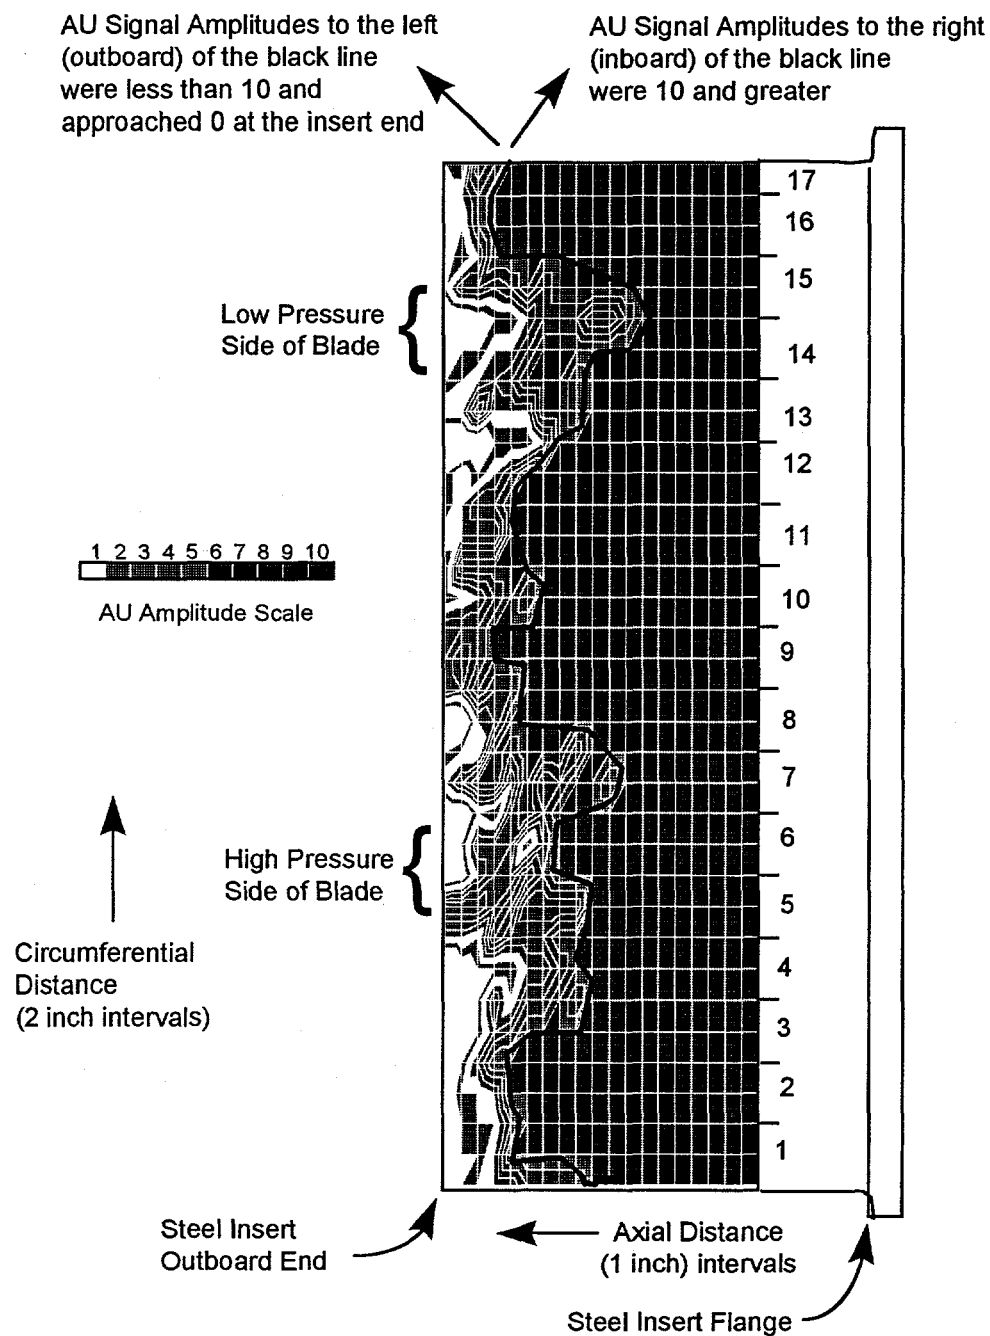 AU Signal Amplitudes to the left
(outboard) of the black line
were less than 10 and
approached 0 at the insert end
AU Signal Amplitudes to the right
(inboard) of the black line
were 10 and greater
17
16
15
Low Pressure
Side of Blade
14
13
12
11
1 2 3 4 5 6 7 8 9 10
AU Amplitude Scale
10
9
8
7
6
High Pressure
Side of Blade
5
Circumferential
Distance
(2 inch intervals)
4
3
2
1
Steel Insert
Outboard End
Axial Distance
(1 inch) intervals
Steel Insert Flange